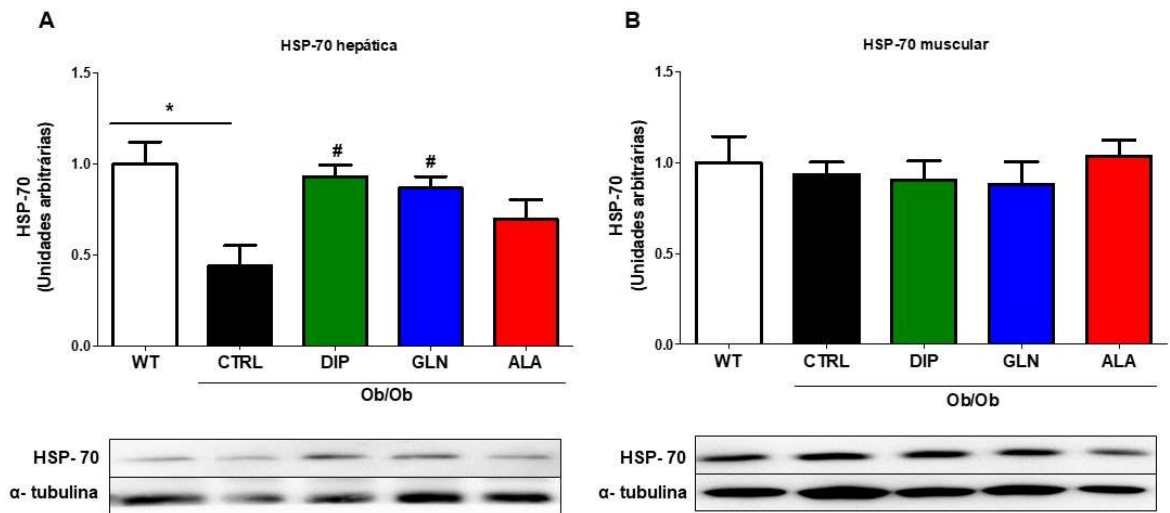 A
HSP-70 hepática
HSP-70
(Unidades arbitrárias)
1.5
1.0
0.5
0.0
*
#
#
WT
CTRL
DIP
GLN
ALA
Ob/Ob
HSP- 70
α- tubulina
B
HSP-70 muscular
HSP-70
(Unidades arbitrárias)
1.5
1.0
0.5
0.0
WT
CTRL
DIP
GLN
ALA
Ob/Ob
HSP- 70
α- tubulina